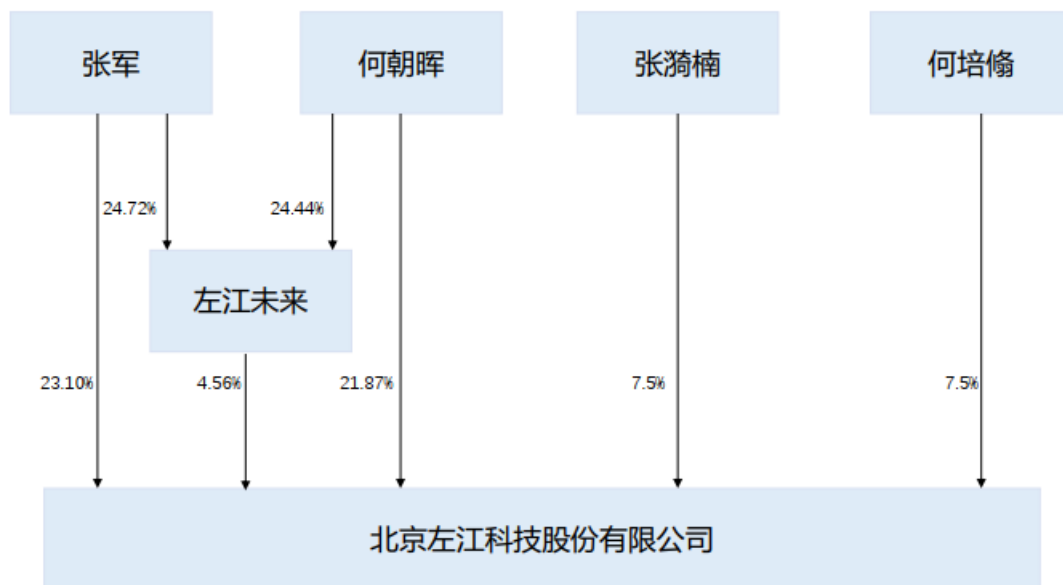 张军
何朝晖
张漪楠
何培翛
24.72%
24.44%
左江未来
23.10%
4.56%
21.87%
7.5%
7.5%
北京左江科技股份有限公司